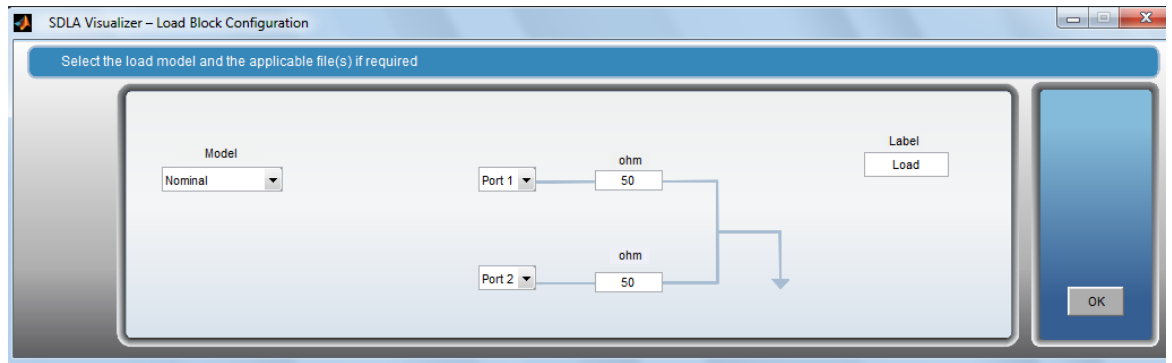 SDLA Visualizer – Load Block Configuration
Select the load model and the applicable file(s) if required
Model
Nominal
Port 1
ohm
50
Label
Load
Port 2
ohm
50
OK